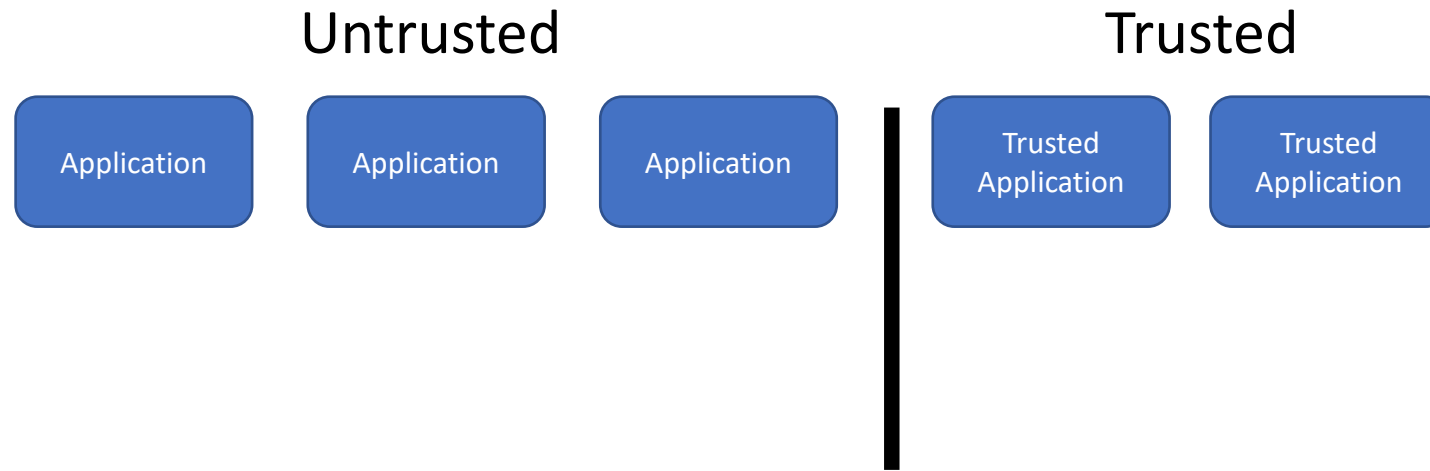 Untrusted
Trusted
Application
Application
Application
Trusted
Application
Trusted
Application